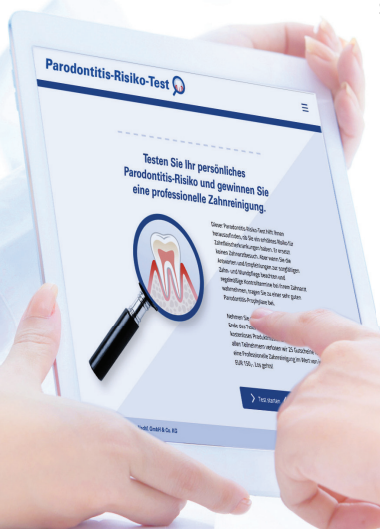 Parodontitis-Risiko-Test
Testen Sie Ihr persönliches
Parodontitis-Risiko und gewinnen Sie
eine professionelle Zahnreinigung.
Dieser Parodontitis-Risiko-Test hilft Ihnen
herauszufinden, ob Sie ein erhöhtes Risiko für
Zahnfleischerkrankungen haben. Er ersetzt
keinen Zahnarztbesuch. Aber wenn Sie die
Antworten und Empfehlungen zur sorgfältigen
Zahn- und Mundpflege beachten und
regelmäßige Kontrolltermine bei Ihrem Zahnarzt
wahrnehmen, tragen Sie zu einer sehr guten
Parodontitis-Prophylaxe bei.
Nehmen Sie
Ende des
kostenloses
allen Teilnehmern verlosen wir 25 Gutscheine
eine Professionelle Zahnreinigung im Wert von
EUR 150,-. Los gehts!
Test starten
GmbH & Co. KG